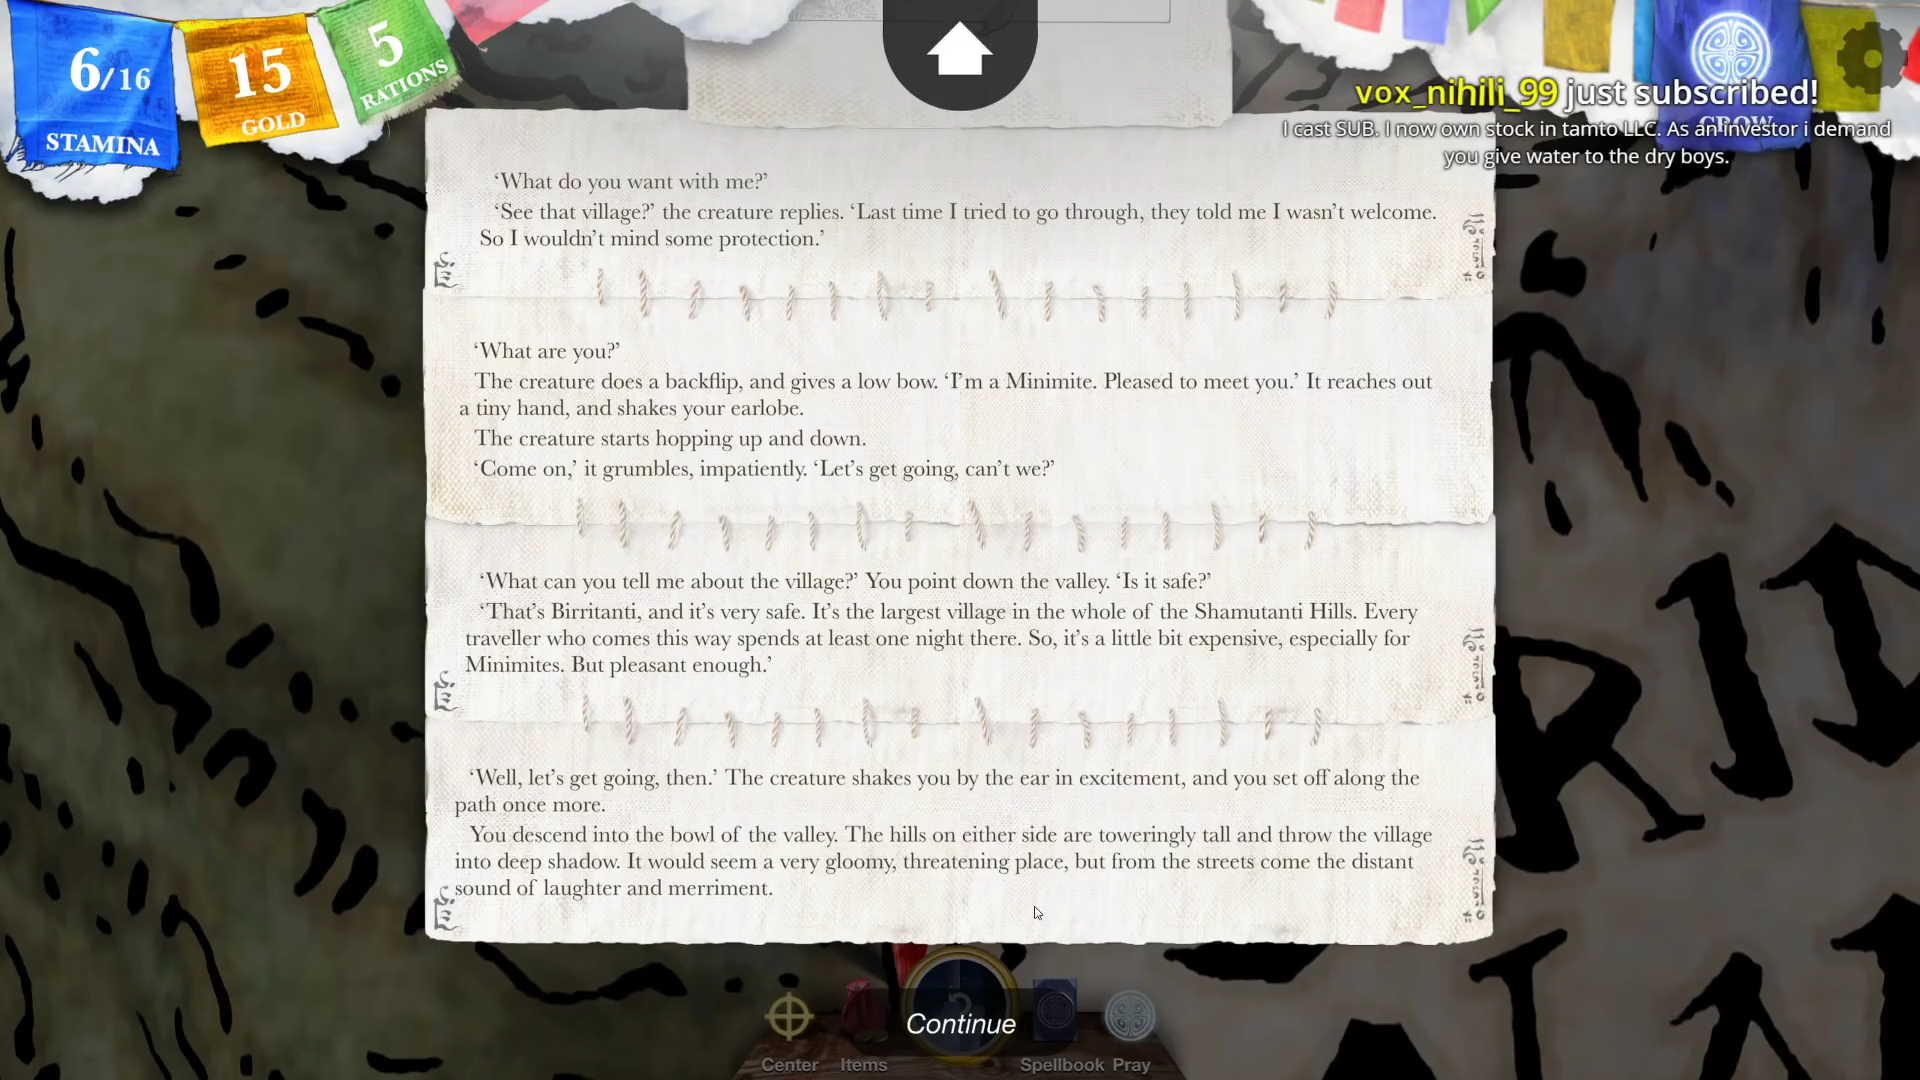 6/16
STAMINA
15
GOLD
5
RATIONS
vox_nihili_99 just subscribed!
I cast SUB. I now own stock in tamto LLC. As an investor i demand
you give water to the dry boys.
CROW
‘What do you want with me?’
‘See that village?’ the creature replies. ‘Last time I tried to go through, they told me I wasn’t welcome.
So I wouldn’t mind some protection.’
‘What are you?’
The creature does a backflip, and gives a low bow. ‘I’m a Minimite. Pleased to meet you.’ It reaches out
a tiny hand, and shakes your earlobe.
The creature starts hopping up and down.
‘Come on,’ it grumbles, impatiently. ‘Let’s get going, can’t we?’
‘What can you tell me about the village?’ You point down the valley. ‘Is it safe?’
‘That’s Birritanti, and it’s very safe. It’s the largest village in the whole of the Shamutanti Hills. Every
traveller who comes this way spends at least one night there. So, it’s a little bit expensive, especially for
Minimites. But pleasant enough.’
‘Well, let’s get going, then.’ The creature shakes you by the ear in excitement, and you set off along the
path once more.
You descend into the bowl of the valley. The hills on either side are toweringly tall and throw the village
into deep shadow. It would seem a very gloomy, threatening place, but from the streets come the distant
sound of laughter and merriment.
Continue
Center
Items
Spellbook
Pray